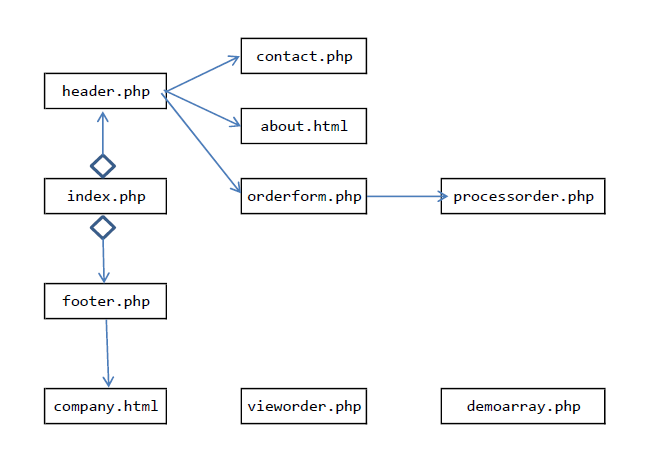 contact.php
header.php
about.html
index.php
orderform.php
processorder.php
footer.php
company.html
vieworder.php
demoarray.php